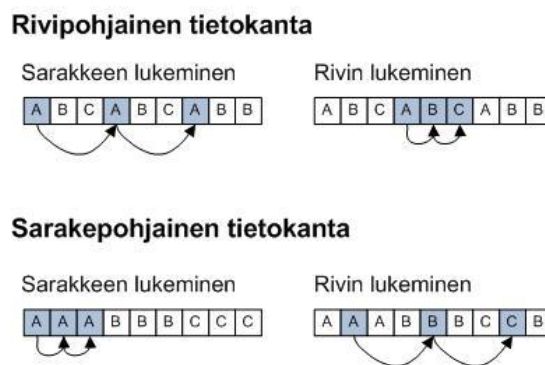 Rivipohjainen tietokanta
Sarakkeen lukeminen
A B C A B C A B B
Rivin lukeminen
A B C A B C A B B
Sarakepohjainen tietokanta
Sarakkeen lukeminen
A A A B B B C C C
Rivin lukeminen
A A A B B B C C B